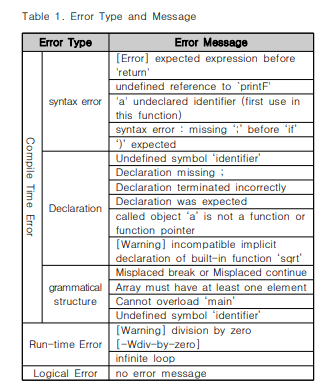 Table 1. Error Type and Message
Error Type
Error Message
Compile Time Error
syntax error
[Error] expected expression before
'return'
undefined reference to `printF'
'a' undeclared identifier (first use in
this function)
syntax error : missing ';' before 'if'
')' expected
Declaration
Undefined symbol 'identifier'
Declaration missing ;
Declaration terminated incorrectly
Declaration was expected
called object 'a' is not a function or
function pointer
[Warning] incompatible implicit
declaration of built-in function 'sqrt'
grammatical
structure
Misplaced break or Misplaced continue
Array must have at least one element
Cannot overload 'main'
Undefined symbol 'identifier'
Run-time Error
[Warning] division by zero
[-Wdiv-by-zero]
infinite loop
Logical Error
no error message